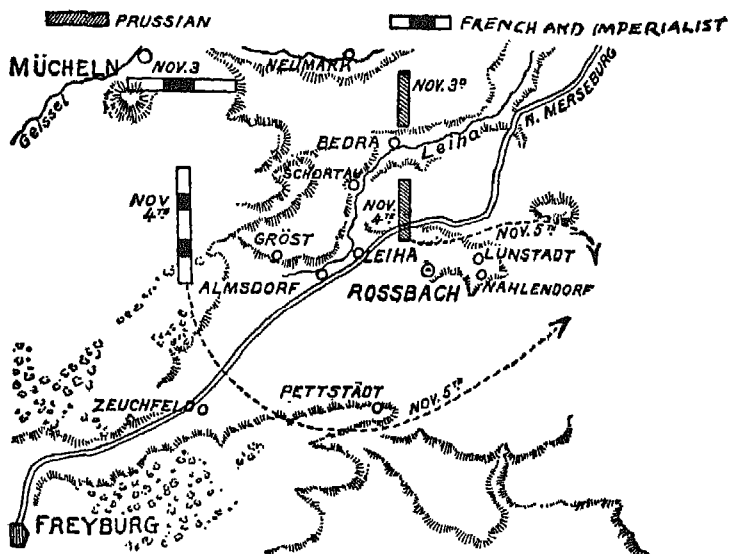 PRUSSIAN
FRENCH AND IMPERIALIST
MÜCHELN
NOV. 3
NEUMARK
NOV. 3D
R. MERSEBURG
Geissel
BEDRA
Leiha
SCHORTAU
NOV
4TH
NOV.
4TH
NOV. 5TH
GRÖST
LEIHA
LUNSTADT
ALMSDORF
ROSSBACH
NAHLENDORF
PETTSTÄDT
NOV. 5TH
ZEUCHFELD
FREYBURG